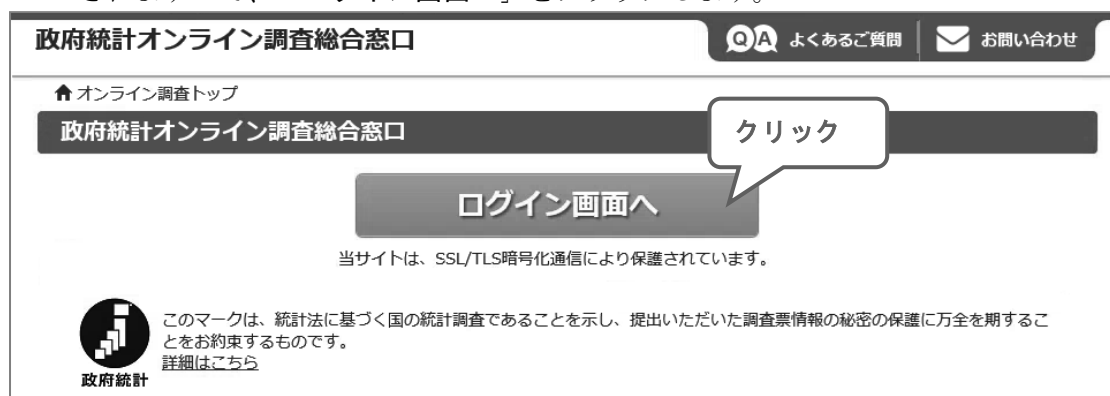 政府統計オンライン調査総合窓口
QA よくあるご質問
お問い合わせ
オンライン調査トップ
政府統計オンライン調査総合窓口
クリック
ログイン画面へ
当サイトは、SSL/TLS暗号化通信により保護されています。
このマークは、統計法に基づく国の統計調査であることを示し、提出いただいた調査票情報の秘密の保護に万全を期するこ
とをお約束するものです。
詳細はこちら
政府統計